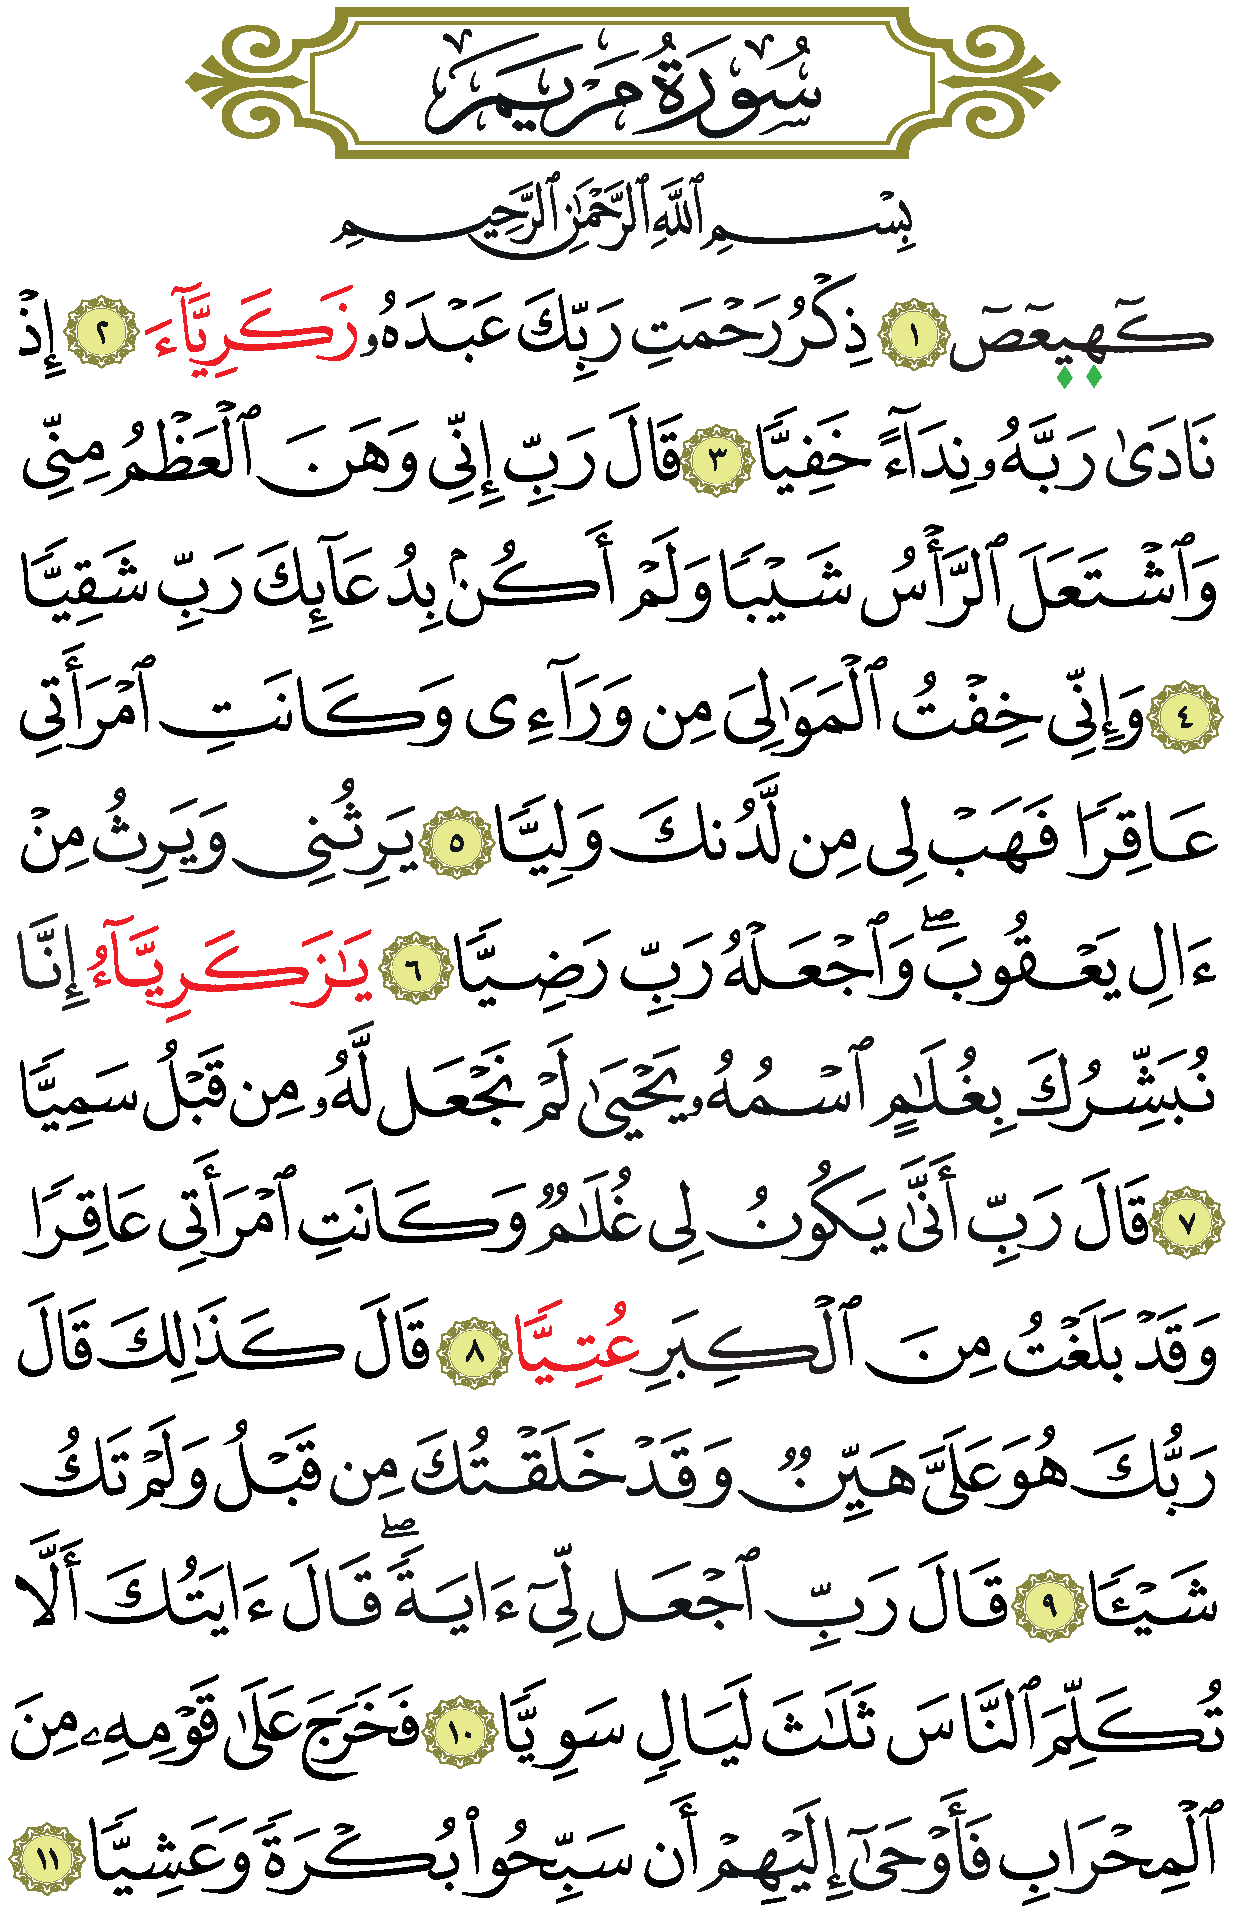 سُورَةُ مَرْيَمَ
بِسْمِ ٱللَّهِ ٱلرَّحْمَٰنِ ٱلرَّحِيمِ
كٓهيعٓصٓ ١ ذِكْرُ رَحْمَتِ رَبِّكَ عَبْدَهُۥ زَكَرِيَّآءَ ٢ إِذْ
نَادَىٰ رَبَّهُۥ نِدَآءً خَفِيًّا ٣ قَالَ رَبِّ إِنِّي وَهَنَ ٱلْعَظْمُ مِنِّي
وَٱشْتَعَلَ ٱلرَّأْسُ شَيْبًا وَلَمْ أَكُنۢ بِدُعَآئِكَ رَبِّ شَقِيًّا
٤ وَإِنِّي خِفْتُ ٱلْمَوَٰلِيَ مِن وَرَآءِي وَكَانَتِ ٱمْرَأَتِي
عَاقِرًا فَهَبْ لِي مِن لَّدُنكَ وَلِيًّا ٥ يَرِثُنِي وَيَرِثُ مِنْ
ءَالِ يَعْقُوبَۖ وَٱجْعَلْهُ رَبِّ رَضِيًّا ٦ يَٰزَكَرِيَّآءُ إِنَّا
نُبَشِّرُكَ بِغُلَٰمٍ ٱسْمُهُۥ يَحْيَىٰ لَمْ نَجْعَل لَّهُۥ مِن قَبْلُ سَمِيًّا
٧ قَالَ رَبِّ أَنَّىٰ يَكُونُ لِي غُلَٰمٌ وَكَانَتِ ٱمْرَأَتِي عَاقِرًا
وَقَدْ بَلَغْتُ مِنَ ٱلْكِبَرِ عُتِيًّا ٨ قَالَ كَذَٰلِكَ قَالَ
رَبُّكَ هُوَ عَلَيَّ هَيِّنٌ وَقَدْ خَلَقْتُكَ مِن قَبْلُ وَلَمْ تَكُ
شَيْـًٔا ٩ قَالَ رَبِّ ٱجْعَل لِّيٓ ءَايَةًۖ قَالَ ءَايَتُكَ أَلَّا
تُكَلِّمَ ٱلنَّاسَ ثَلَٰثَ لَيَالٍ سَوِيًّا ١٠ فَخَرَجَ عَلَىٰ قَوْمِهِۦ مِنَ
ٱلْمِحْرَابِ فَأَوْحَىٰٓ إِلَيْهِمْ أَن سَبِّحُوا۟ بُكْرَةً وَعَشِيًّا ١١